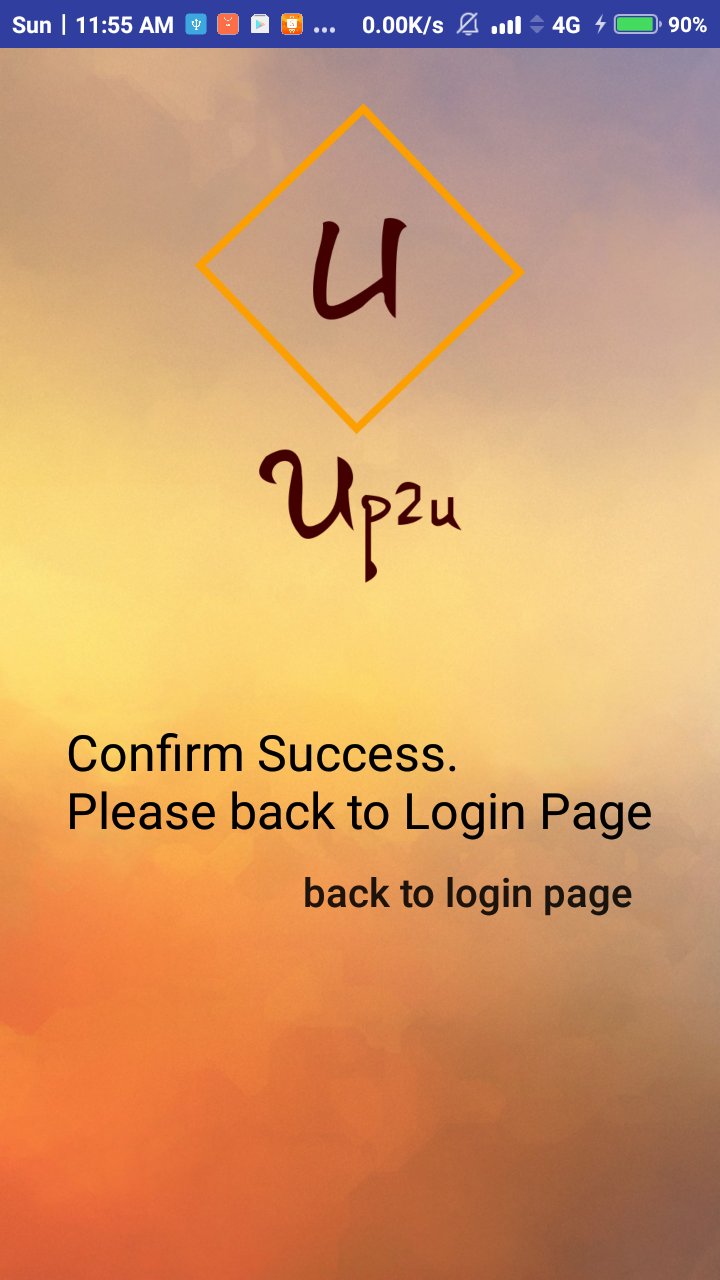 Sun | 11:55 AM ... 0.00K/s 4G 90%
U
Up2u
Confirm Success.
Please back to Login Page
back to login page